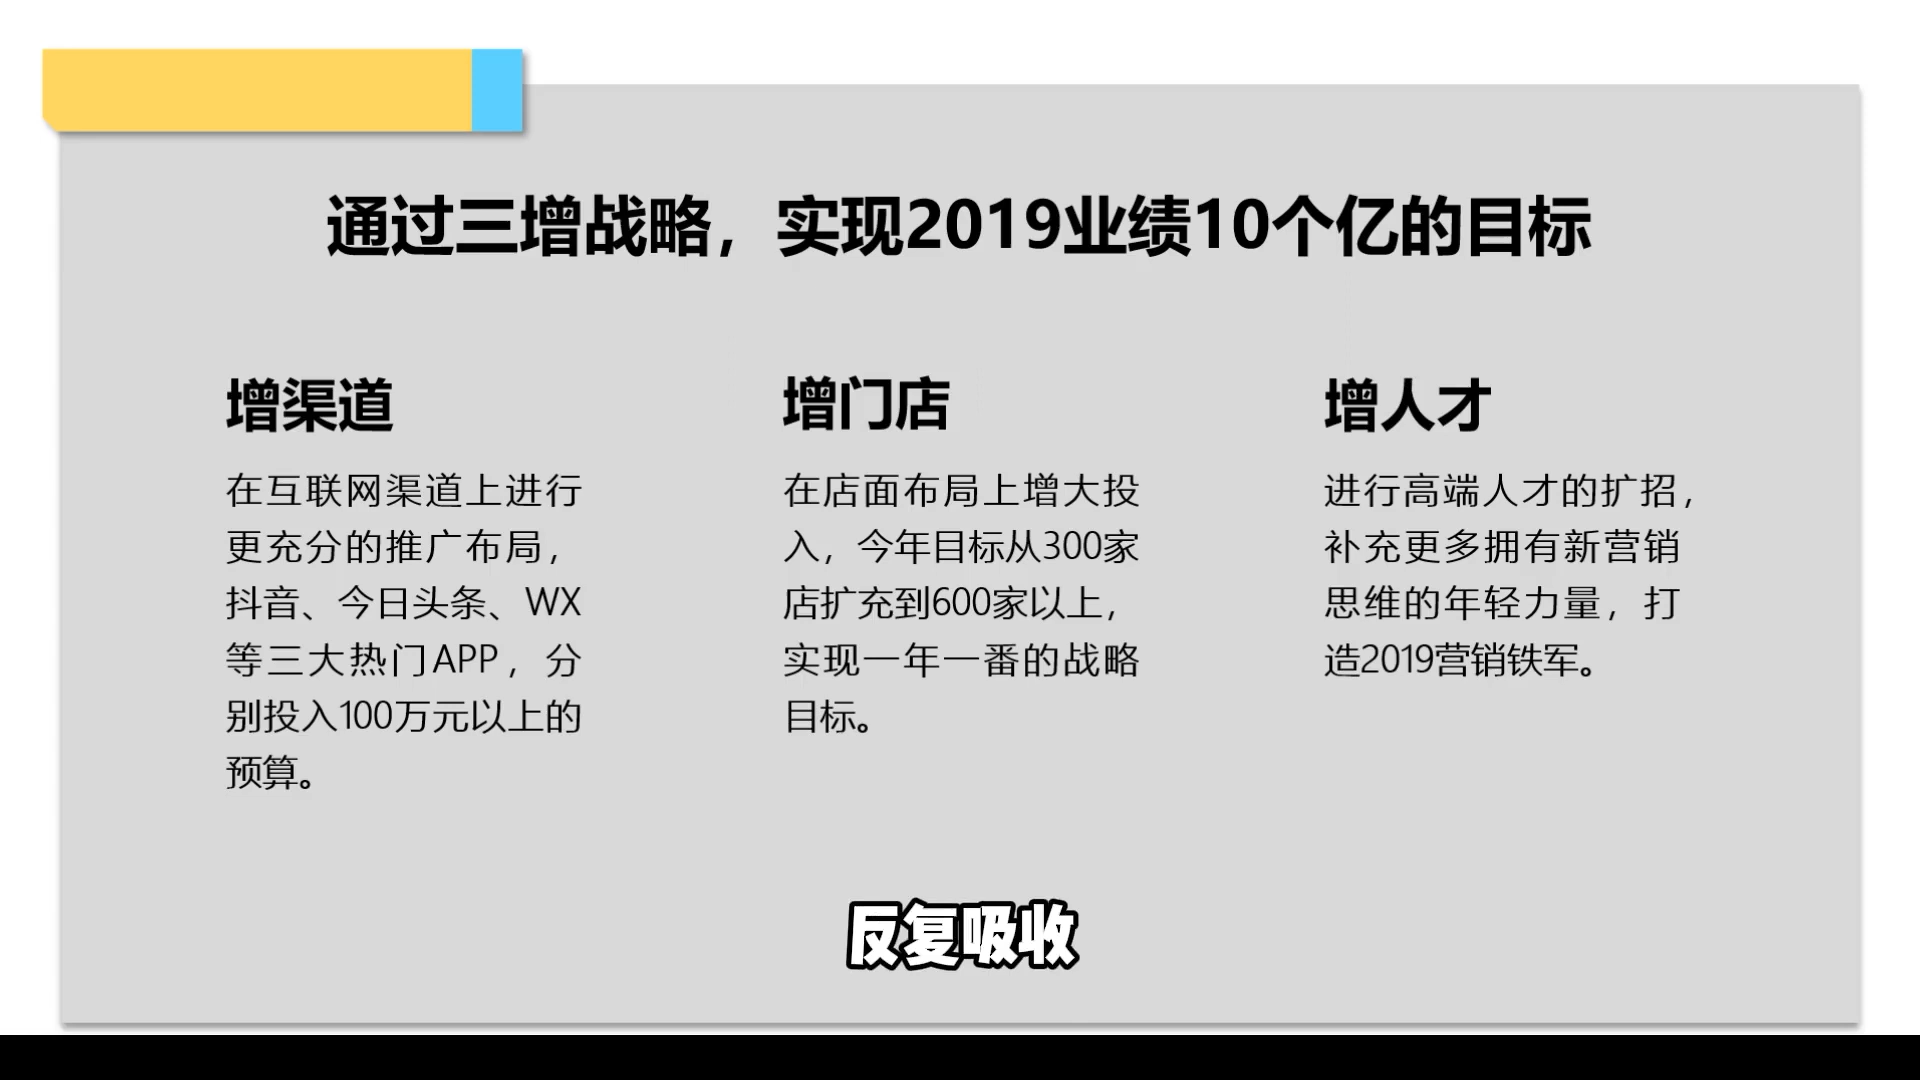 通过三增战略，实现2019业绩10个亿的目标
增渠道
在互联网渠道上进行
更充分的推广布局，
抖音、今日头条、WX
等三大热门APP，分
别投入100万元以上的
预算。
增门店
在店面布局上增大投
入，今年目标从300家
店扩充到600家以上，
实现一年一番的战略
目标。
增人才
进行高端人才的扩招，
补充更多拥有新营销
思维的年轻力量，打
造2019营销铁军。
反复吸收